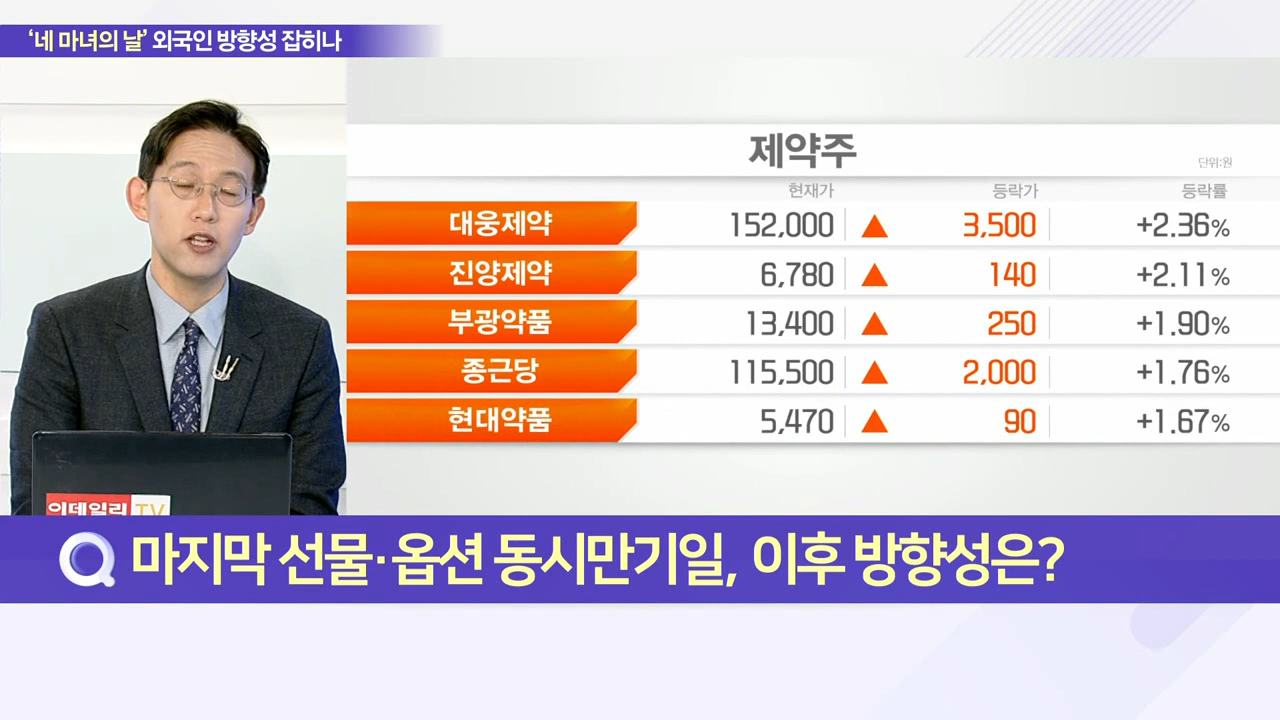 ‘네 마녀의 날’ 외국인 방향성 잡히나
제약주
단위:원
현재가 등락가 등락률
대웅제약 152,000 ▲ 3,500 +2.36%
진양제약 6,780 ▲ 140 +2.11%
부광약품 13,400 ▲ 250 +1.90%
종근당 115,500 ▲ 2,000 +1.76%
현대약품 5,470 ▲ 90 +1.67%
이데일리 TV
Q 마지막 선물·옵션 동시만기일, 이후 방향성은?